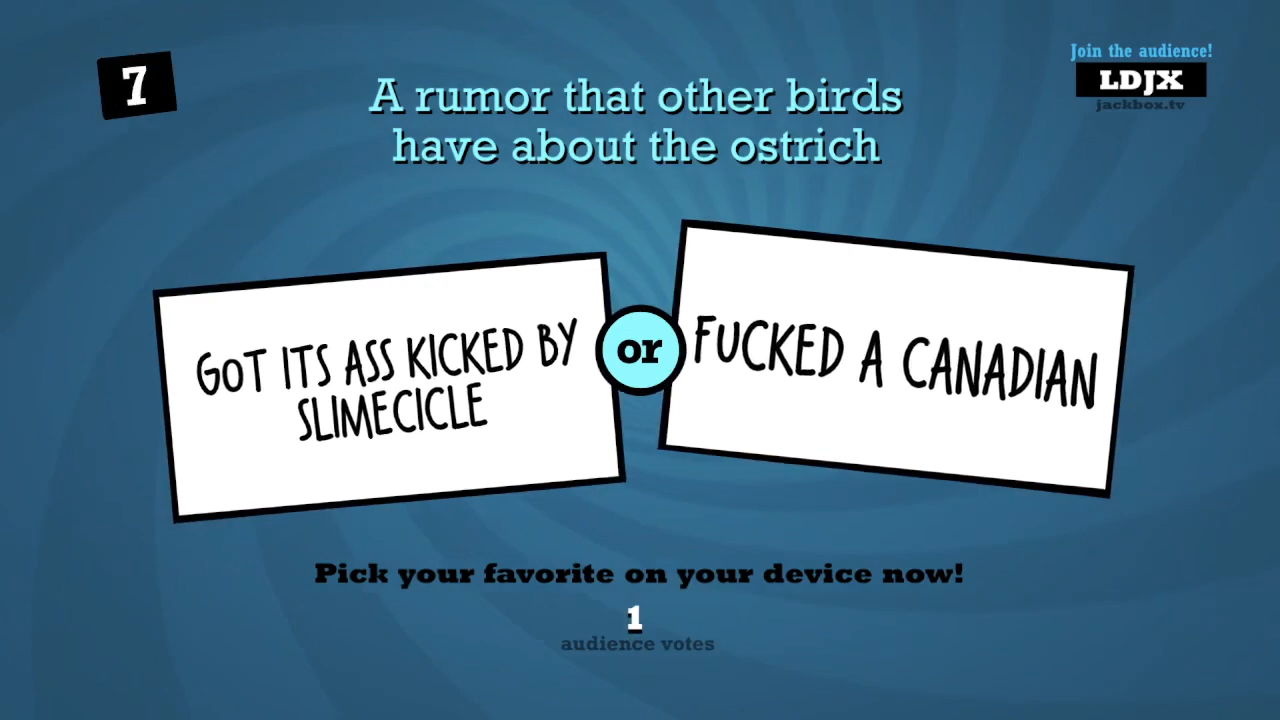 7
Join the audience!
LDJX
jackbox.tv
A rumor that other birds
have about the ostrich
GOT ITS ASS KICKED BY
SLIMECICLE
or
FUCKED A CANADIAN
Pick your favorite on your device now!
1
audience votes